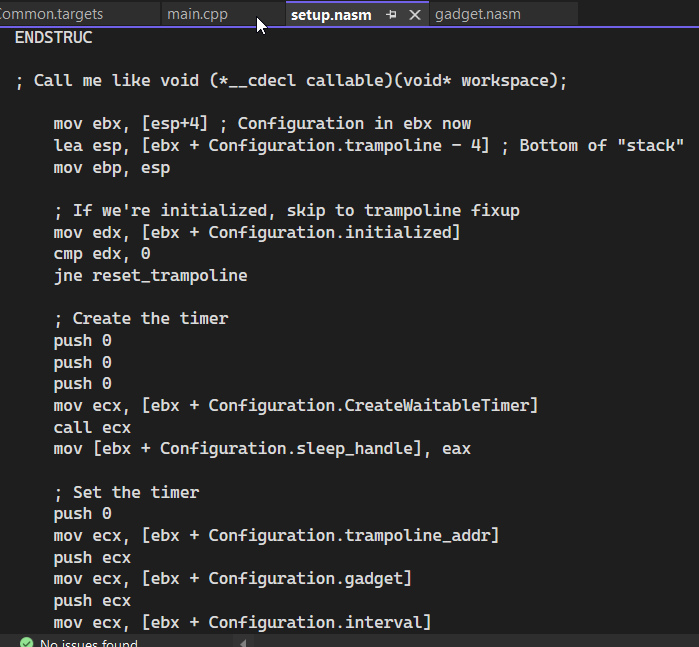 Common.targets main.cpp setup.nasm gadget.nasm
ENDSTRUC
; Call me like void (*__cdecl callable)(void* workspace);
mov ebx, [esp+4] ; Configuration in ebx now
lea esp, [ebx + Configuration.trampoline - 4] ; Bottom of "stack"
mov ebp, esp
; If we're initialized, skip to trampoline fixup
mov edx, [ebx + Configuration.initialized]
cmp edx, 0
jne reset_trampoline
; Create the timer
push 0
push 0
push 0
mov ecx, [ebx + Configuration.CreateWaitableTimer]
call ecx
mov [ebx + Configuration.sleep_handle], eax
; Set the timer
push 0
mov ecx, [ebx + Configuration.trampoline_addr]
push ecx
mov ecx, [ebx + Configuration.gadget]
push ecx
mov ecx, [ebx + Configuration.interval]
No issues found